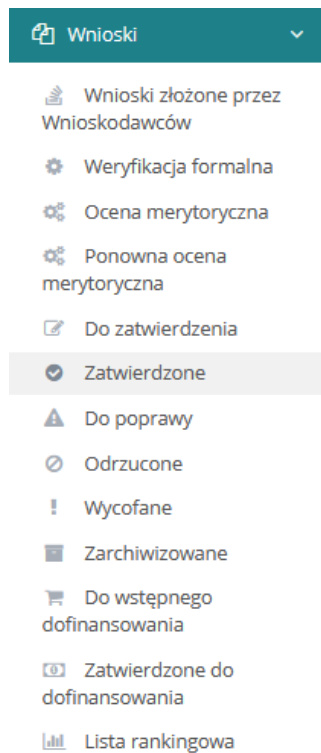 Wnioski
Wnioski złożone przez
Wnioskodawców
Weryfikacja formalna
Ocena merytoryczna
Ponowna ocena
merytoryczna
Do zatwierdzenia
Zatwierdzone
Do poprawy
Odrzucone
Wycofane
Zarchiwizowane
Do wstępnego
dofinansowania
Zatwierdzone do
dofinansowania
Lista rankingowa